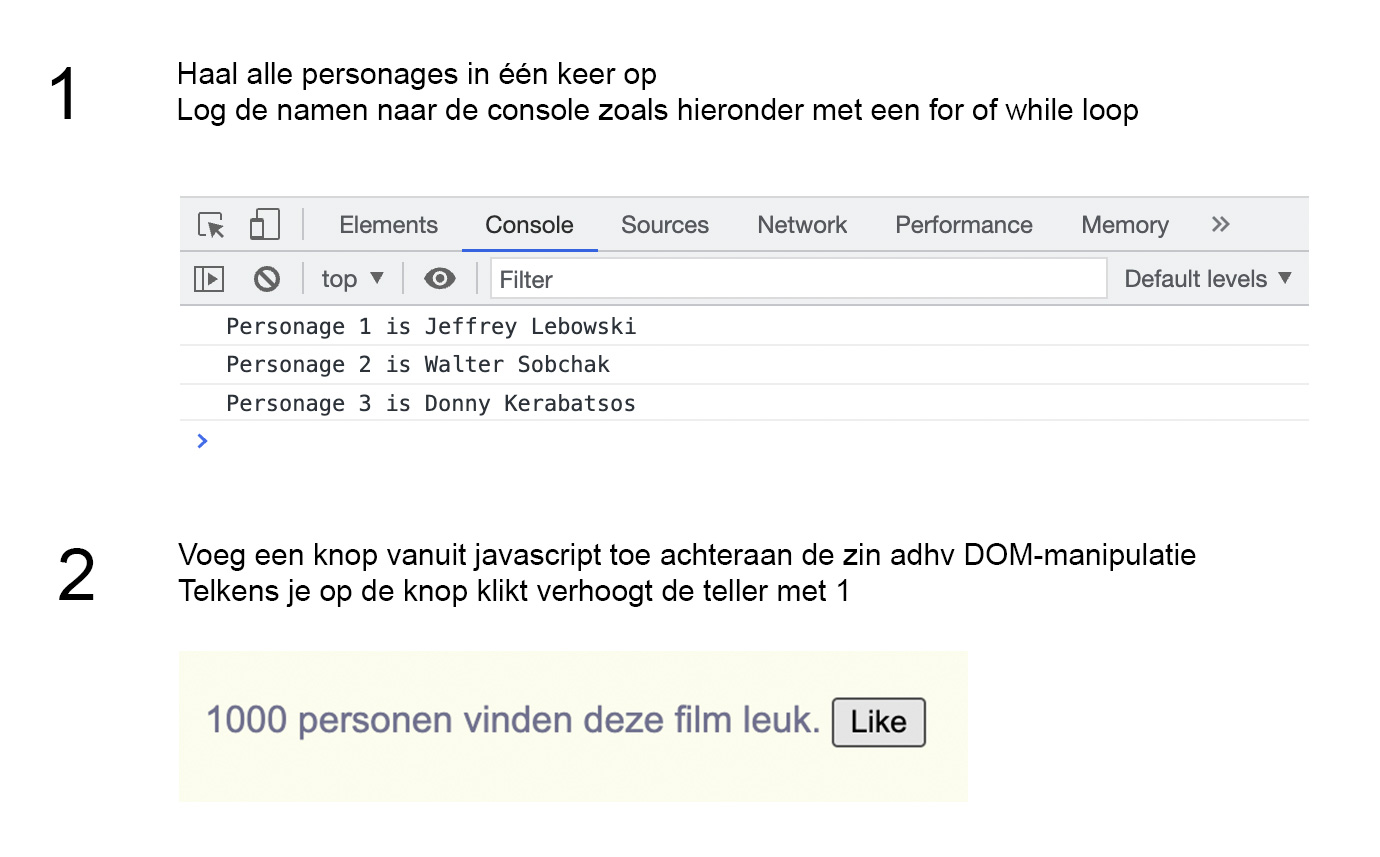 1
Haal alle personages in één keer op
Log de namen naar de console zoals hieronder met een for of while loop
Elements Console Sources Network Performance Memory »
top ▼ Filter Default levels ▼
Personage 1 is Jeffrey Lebowski
Personage 2 is Walter Sobchak
Personage 3 is Donny Kerabatsos
2
Voeg een knop vanuit javascript toe achteraan de zin adhv DOM-manipulatie
Telkens je op de knop klikt verhoogt de teller met 1
1000 personen vinden deze film leuk. Like